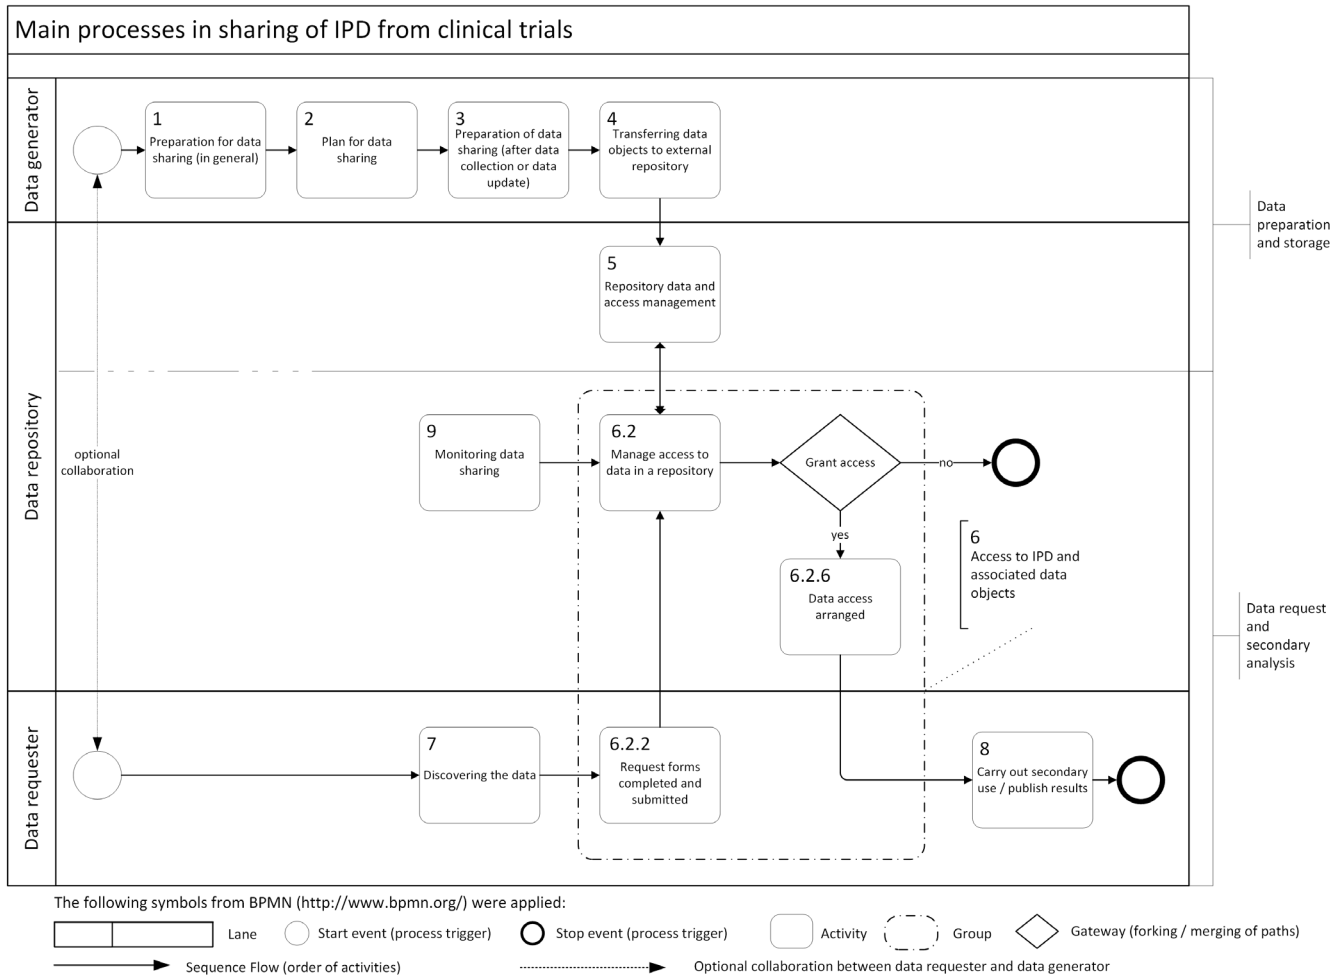 Main processes in sharing of IPD from clinical trials
Data generator
1
Preparation for data
sharing (in general)
2
Plan for data
sharing
3
Preparation of data
sharing (after data
collection or data
update)
4
Transferring data
objects to external
repository
Data
preparation
and storage
Data repository
5
Repository data and
access management
optional
collaboration
9
Monitoring data
sharing
6.2
Manage access to
data in a repository
Grant access
no
yes
6.2.6
Data access
arranged
6
Access to IPD and
associated data
objects
Data request
and
secondary
analysis
Data requester
7
Discovering the data
6.2.2
Request forms
completed and
submitted
8
Carry out secondary
use / publish results
The following symbols from BPMN (http://www.bpmn.org/) were applied:
Lane
Start event (process trigger)
Stop event (process trigger)
Activity
Group
Gateway (forking / merging of paths)
Sequence Flow (order of activities)
Optional collaboration between data requester and data generator